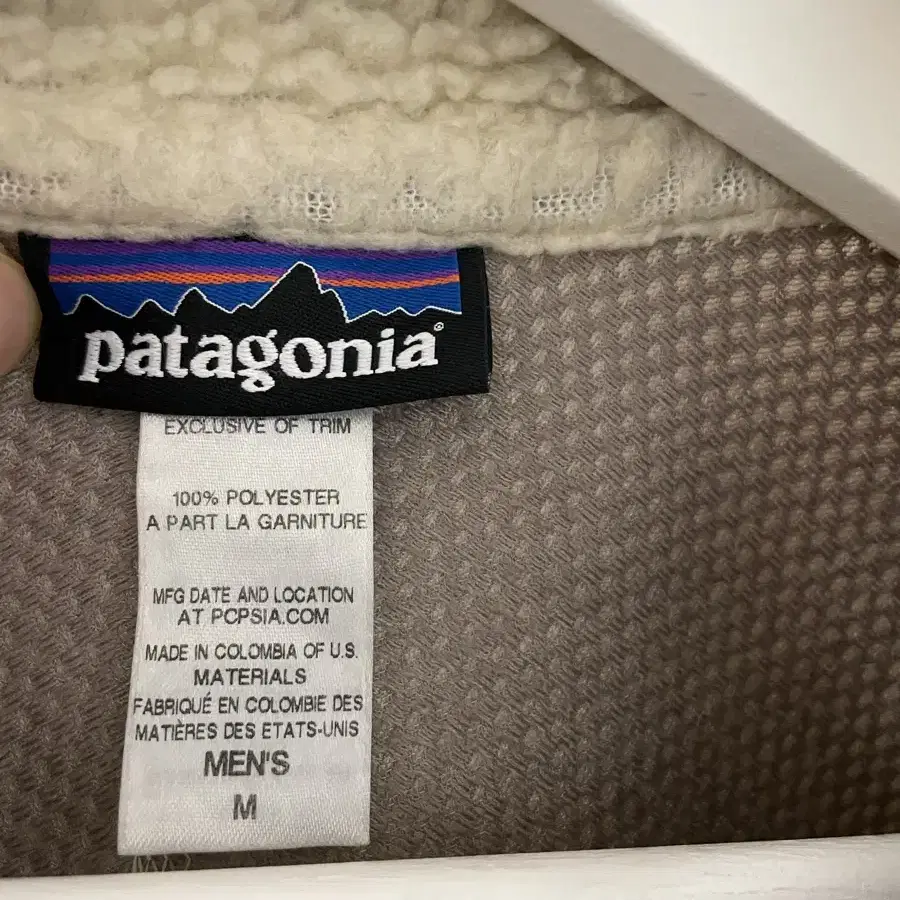 patagonia®
EXCLUSIVE OF TRIM
100% POLYESTER
A PART LA GARNITURE
MFG DATE AND LOCATION
AT PCPSIA.COM
MADE IN COLOMBIA OF U.S.
MATERIALS
FABRIQUÉ EN COLOMBIE DES
MATIÈRES DES ETATS-UNIS
MEN'S
M